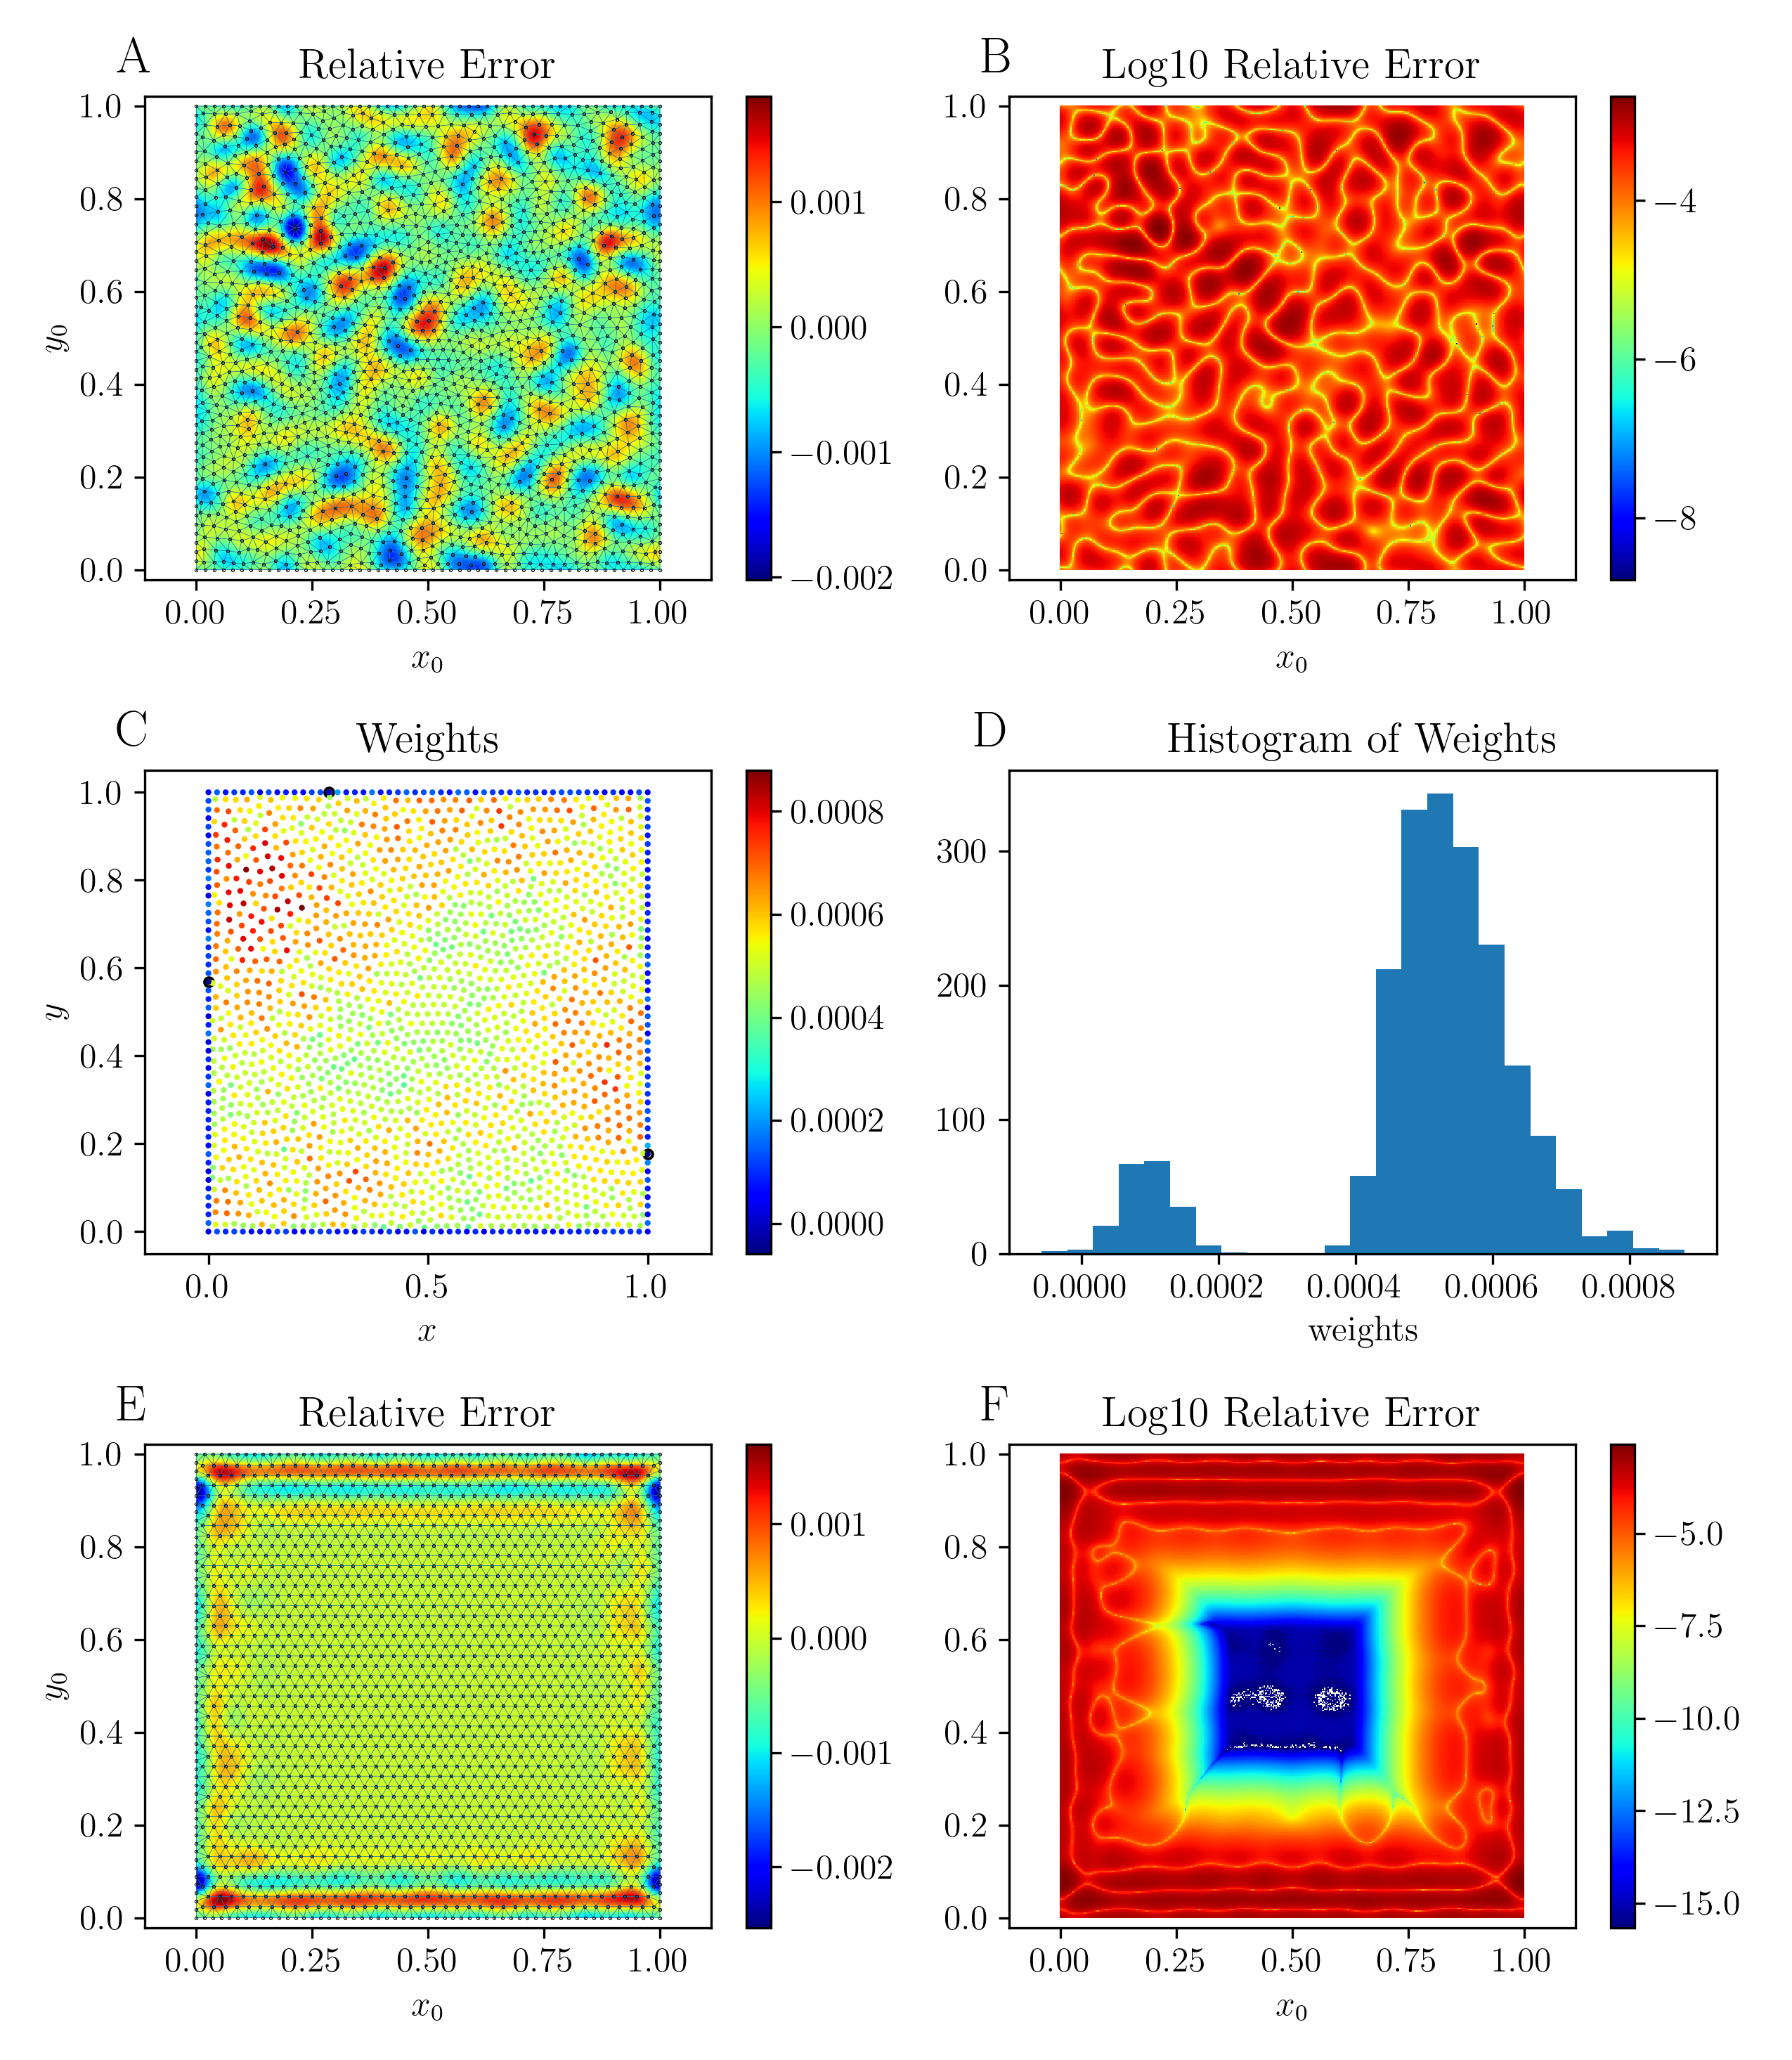 A
Relative Error
1.0
0.8
0.6
0.4
0.2
0.0
y₀
0.00 0.25 0.50 0.75 1.00
x₀
0.001
0.000
−0.001
−0.002
B
Log10 Relative Error
1.0
0.8
0.6
0.4
0.2
0.0
0.00 0.25 0.50 0.75 1.00
x₀
−4
−6
−8
C
Weights
1.0
0.8
0.6
0.4
0.2
0.0
y
0.0 0.5 1.0
x
0.0008
0.0006
0.0004
0.0002
0.0000
D
Histogram of Weights
300
200
100
0
0.0000 0.0002 0.0004 0.0006 0.0008
weights
E
Relative Error
1.0
0.8
0.6
0.4
0.2
0.0
y₀
0.00 0.25 0.50 0.75 1.00
x₀
0.001
0.000
−0.001
−0.002
F
Log10 Relative Error
1.0
0.8
0.6
0.4
0.2
0.0
0.00 0.25 0.50 0.75 1.00
x₀
−5.0
−7.5
−10.0
−12.5
−15.0